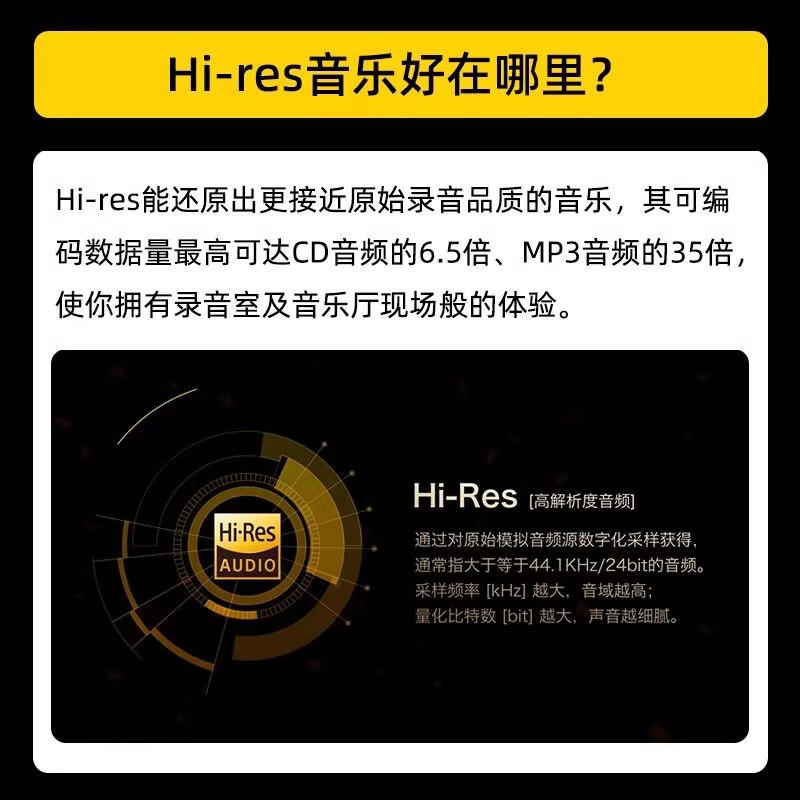 Hi-res音乐好在哪里？
Hi-res能还原出更接近原始录音品质的音乐，其可编
码数据量最高可达CD音频的6.5倍、MP3音频的35倍，
使你拥有录音室及音乐厅现场般的体验。
Hi-Res
AUDIO
Hi-Res [高解析度音频]
通过对原始模拟音频源数字化采样获得，
通常指大于等于44.1KHz/24bit的音频。
采样频率 [kHz] 越大，音域越高；
量化比特数 [bit] 越大，声音越细腻。